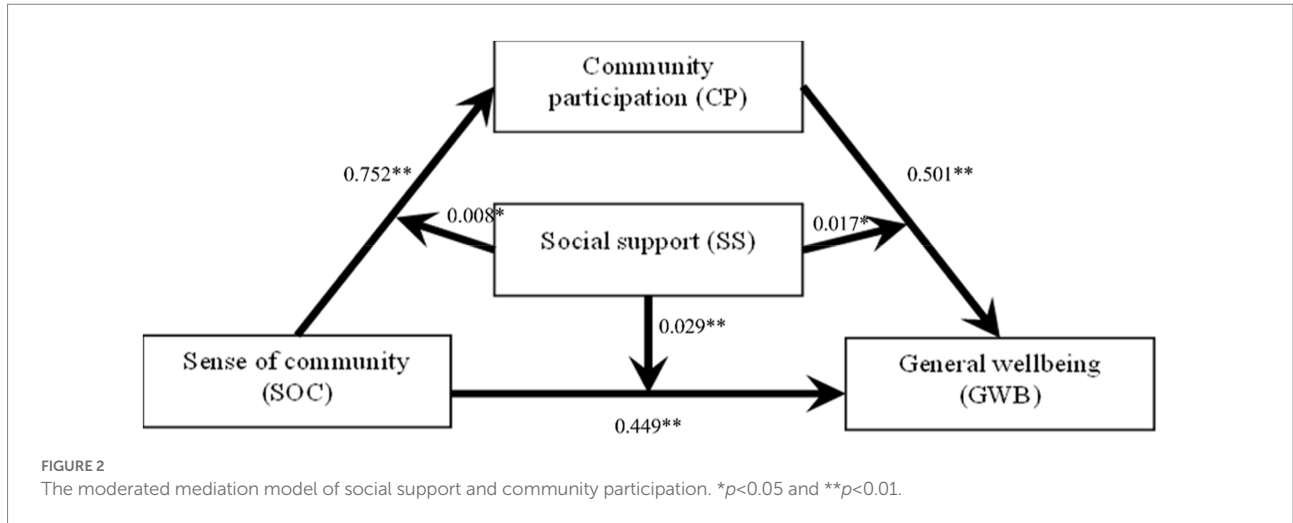 Community
participation (CP)
0.752**
0.501**
0.008*
Social support (SS)
0.017*
0.029**
Sense of community
(SOC)
General wellbeing
(GWB)
0.449**
FIGURE 2
The moderated mediation model of social support and community participation. *p<0.05 and **p<0.01.